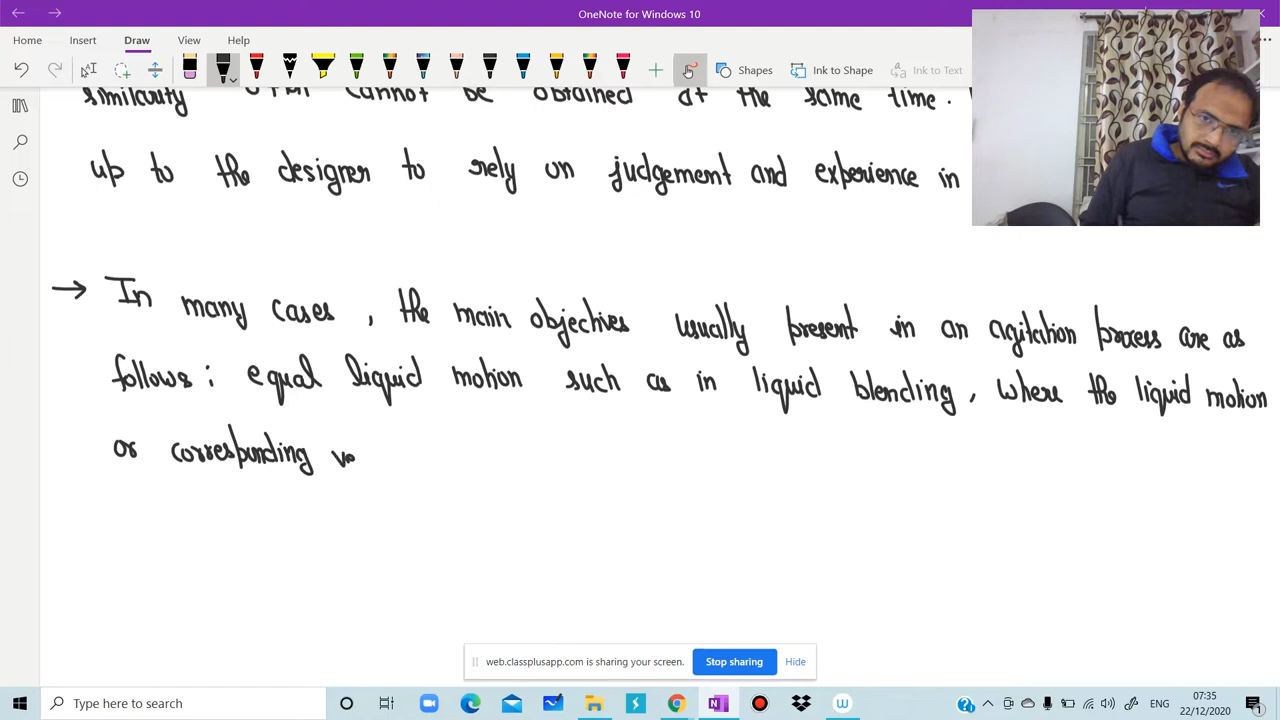 OneNote for Windows 10
Home Insert Draw View Help
Shapes Ink to Shape Ink to Text
similarity often cannot be obtained at the same time.
up to the designer to rely on judgement and experience in
→ In many cases, the main objectives usually present in an agitation process are as
follows: equal liquid motion such as in liquid blending, where the liquid motion
or corresponding
web.classplusapp.com is sharing your screen. Stop sharing Hide
Type here to search
ENG
07:35
22/12/2020